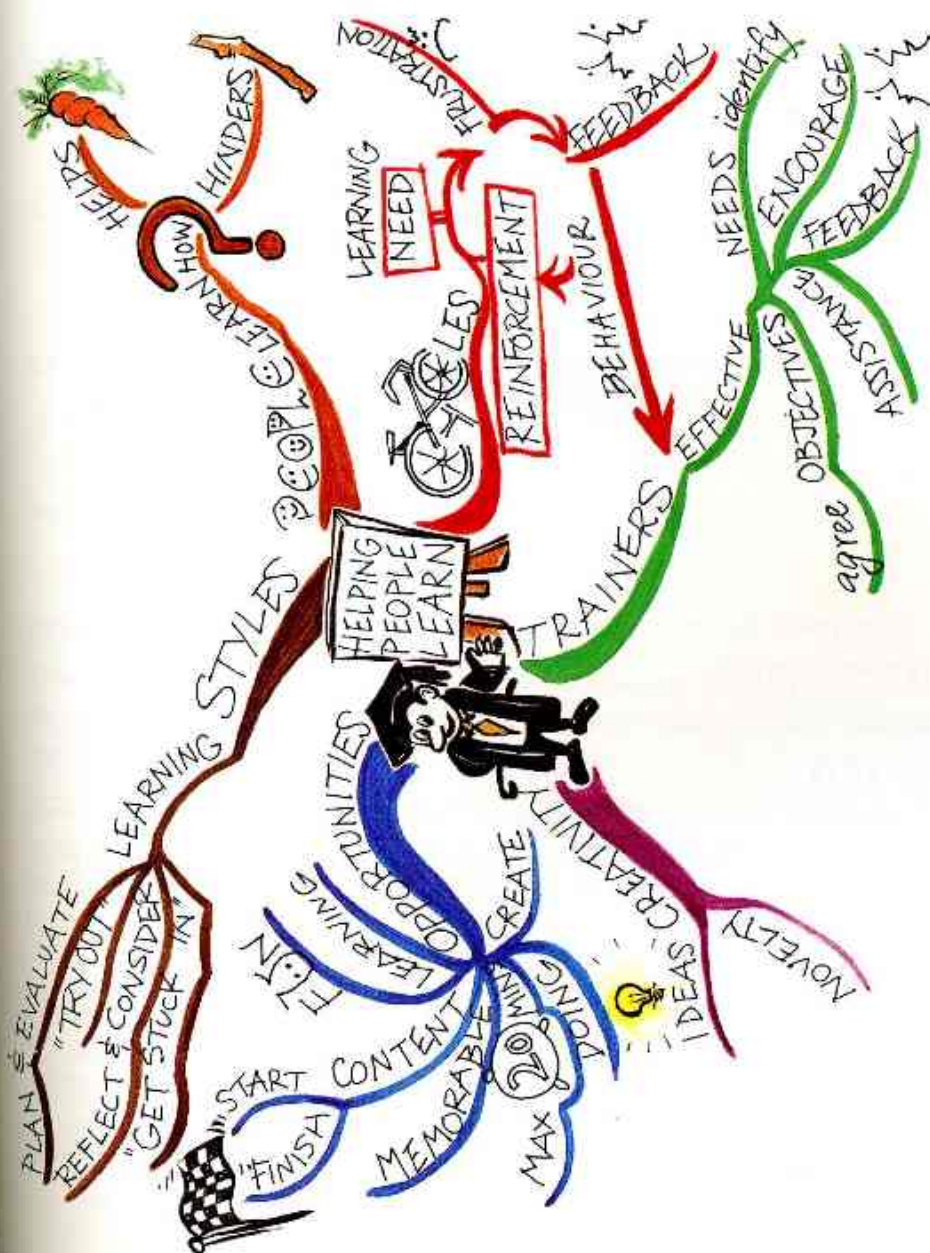 HELPING
PEOPLE
LEARN
TRAINERS
EFFECTIVE
NEEDS identify
ENCOURAGE
FEEDBACK
ASSISTANCE
OBJECTIVES
agree
CREATIVITY
NOVELTY
IDEAS
OPPORTUNITIES
CREATE
DOING
20 MINS
MAX
MEMORABLE
CONTENT
START
FINISH
LEARNING
FUN
STYLES
LEARNING
"GET STUCK IN"
REFLECT & CONSIDER
"TRY OUT"
PLAN & EVALUATE
PEOPLE LEARN
HOW
HELPS
HINDERS
LES
REINFORCEMENT
LEARNING
NEED
FRUSTRATION
FEEDBACK
BEHAVIOUR